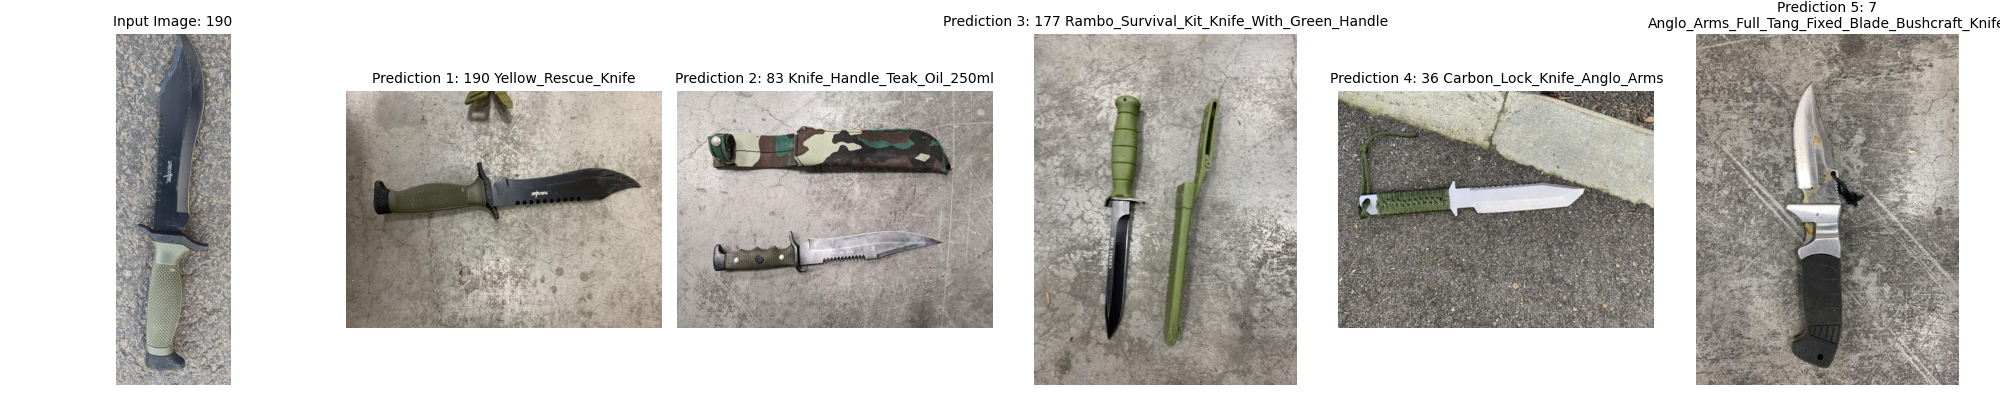 Input Image: 190
Prediction 1: 190 Yellow_Rescue_Knife
Prediction 2: 83 Knife_Handle_Teak_Oil_250ml
Prediction 3: 177 Rambo_Survival_Kit_Knife_With_Green_Handle
Prediction 4: 36 Carbon_Lock_Knife_Anglo_Arms
Prediction 5: 7
Anglo_Arms_Full_Tang_Fixed_Blade_Bushcraft_Knife